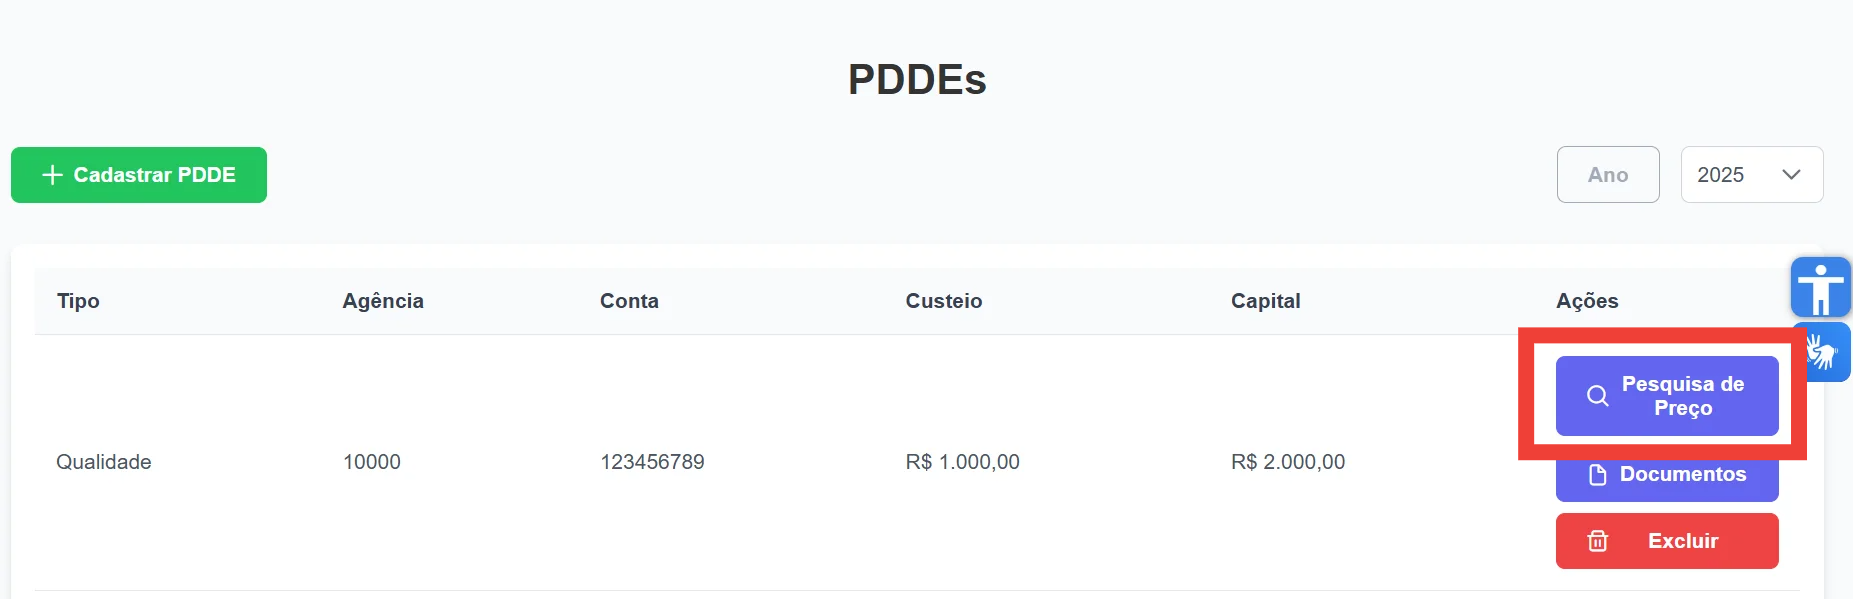 PDDEs
Cadastrar PDDE
Ano
2025
Tipo Agência Conta Custeio Capital Ações
Pesquisa de
Preço
Qualidade 10000 123456789 R$ 1.000,00 R$ 2.000,00
Documentos
Excluir